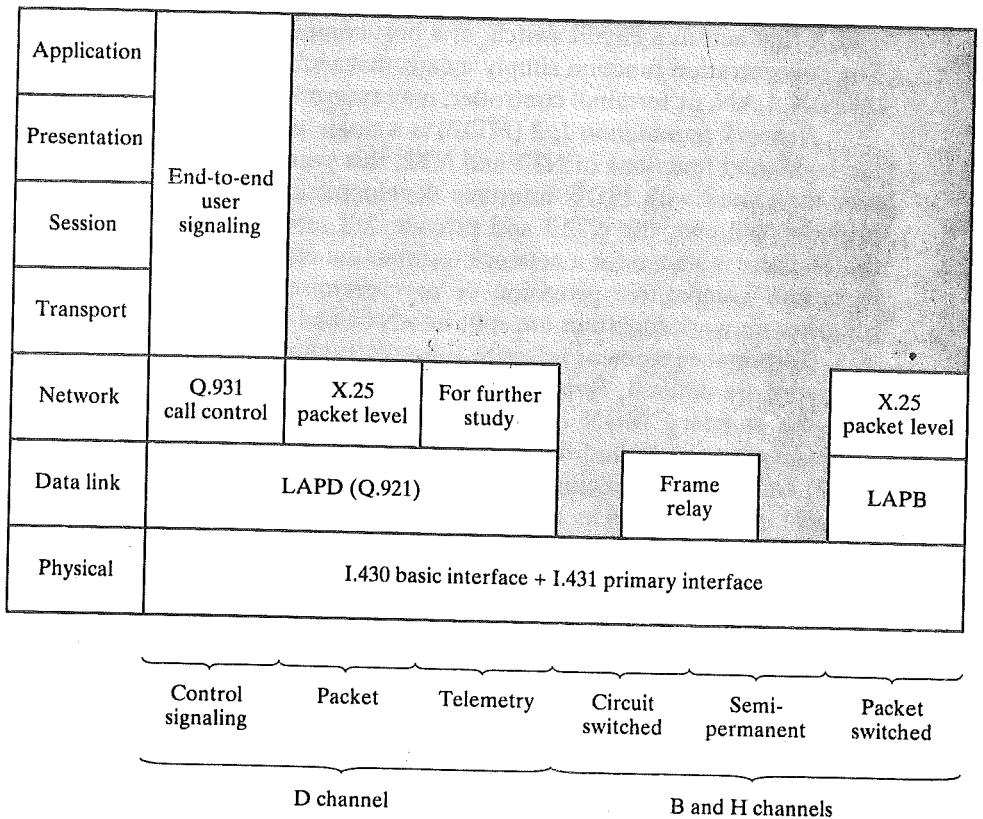 Application
Presentation
Session
Transport
Network
Data link
Physical
End-to-end
user
signaling
Q.931
call control
X.25
packet level
For further
study
X.25
packet level
LAPD (Q.921)
Frame
relay
LAPB
I.430 basic interface + I.431 primary interface
Control
signaling
Packet
Telemetry
Circuit
switched
Semi-
permanent
Packet
switched
D channel
B and H channels